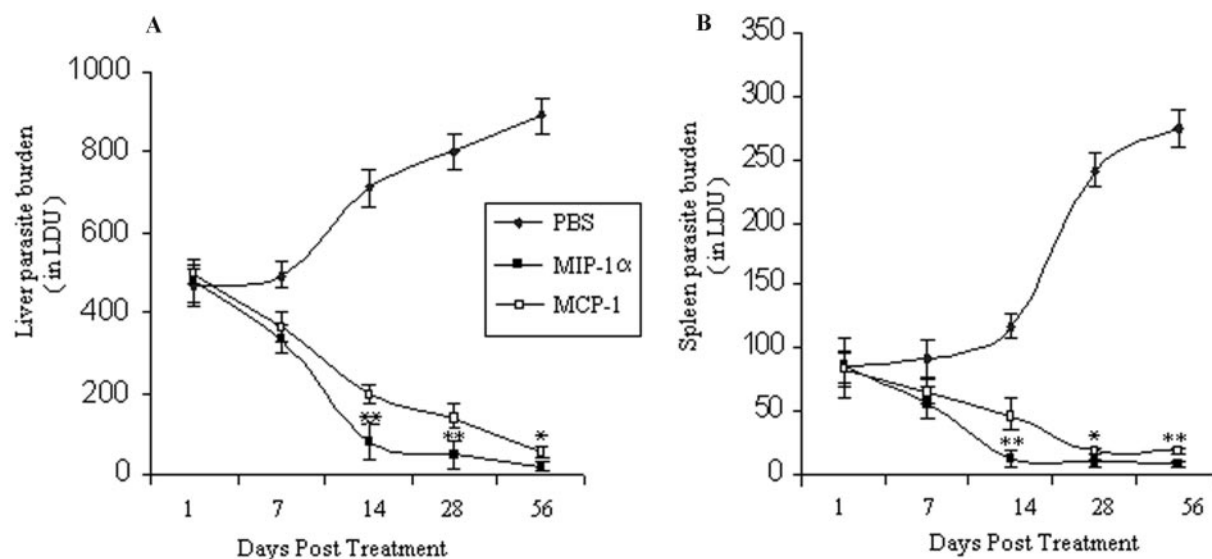 A
Liver parasite burden
( in LDU )
1000
800
600
400
200
0
PBS
MIP-1α
MCP-1
**
**
*
1 7 14 28 56
Days Post Treatment
B
Spleen parasite burden
( in LDU )
350
300
250
200
150
100
50
0
**
*
**
1 7 14 28 56
Days Post Treatment